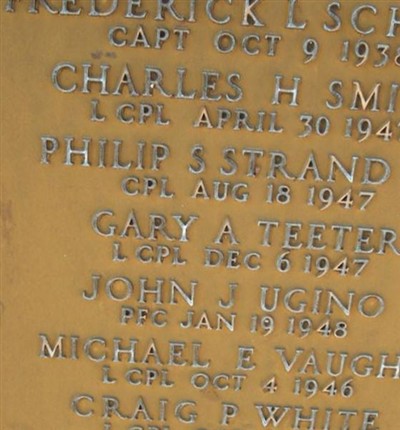 FREDERICK L SCH
CAPT OCT 9 1938
CHARLES H SMI
L CPL APRIL 30 194
PHILIP S STRAND
CPL AUG 18 1947
GARY A TEETER
L CPL DEC 6 1947
JOHN J UGINO
PFC JAN 19 1948
MICHAEL E VAUGH
L CPL OCT 4 1946
CRAIG P WHITE
L CPL